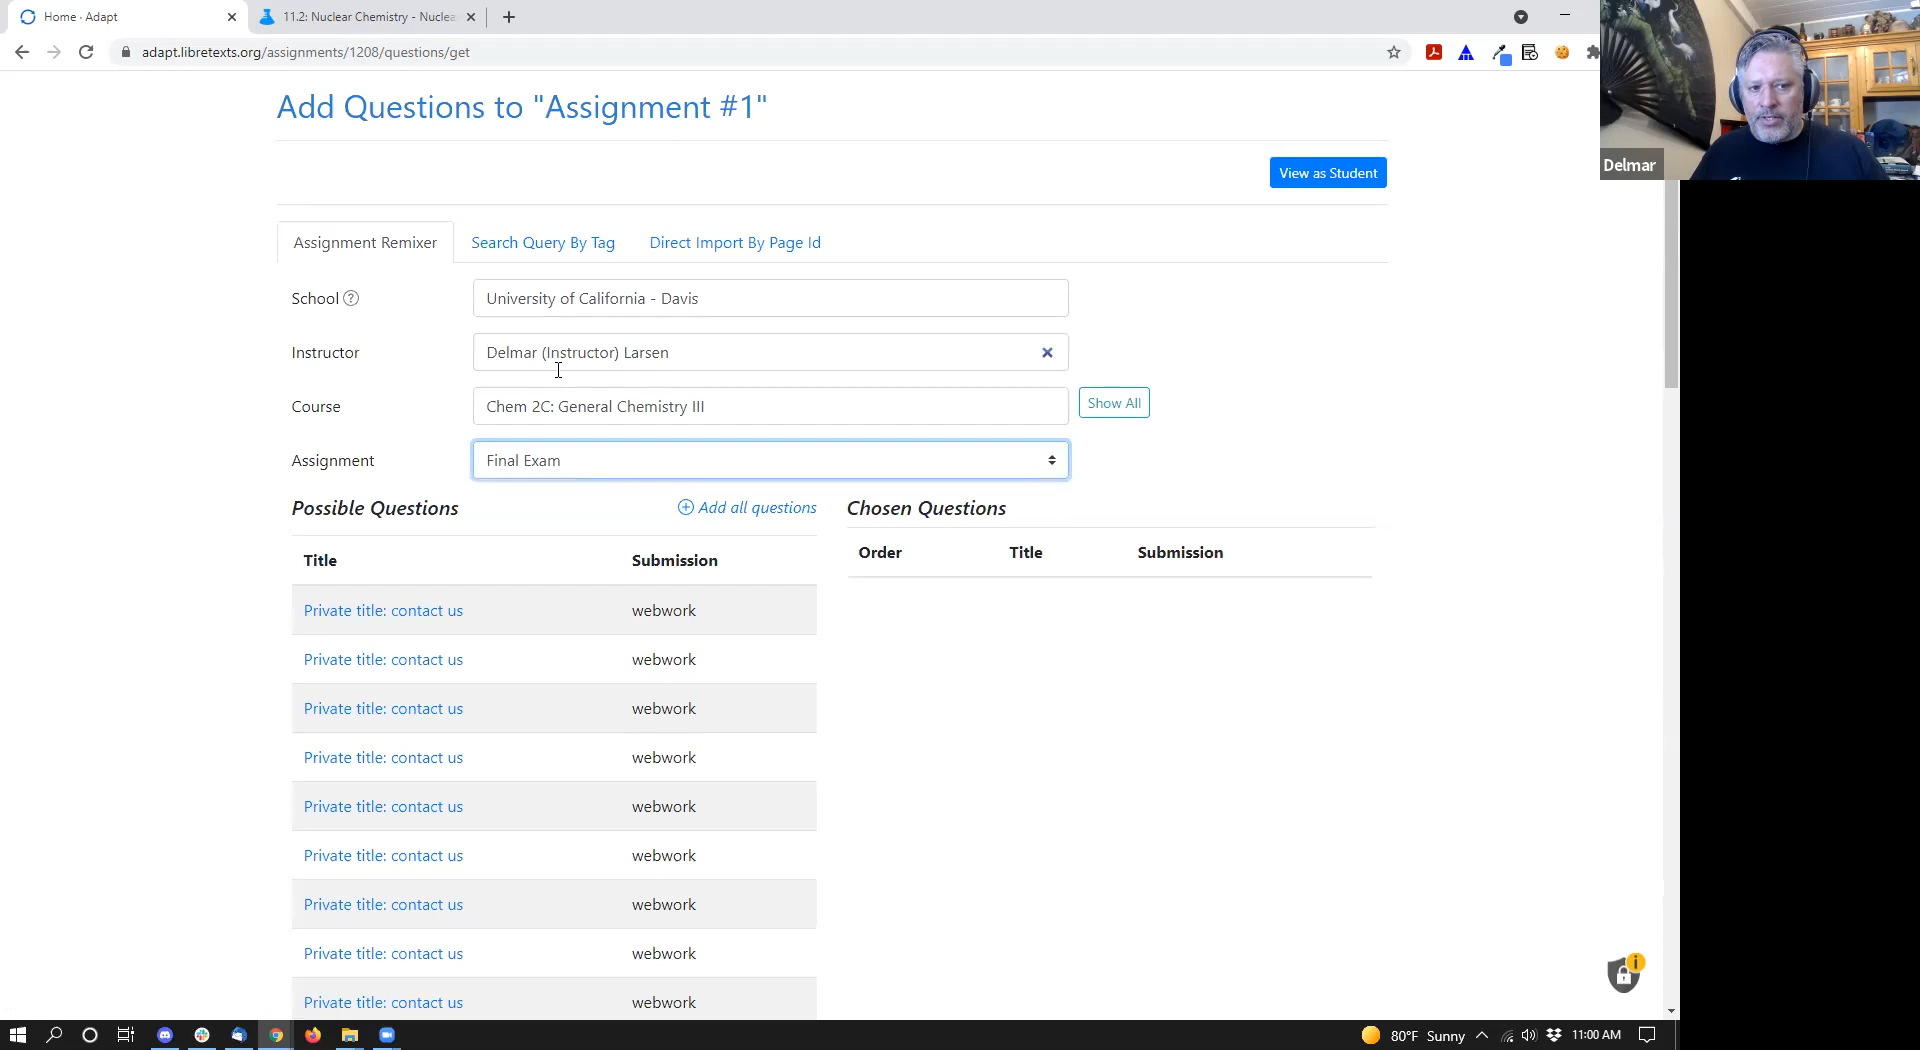 Home · Adapt
11.2: Nuclear Chemistry - Nuclea
adapt.libretexts.org/assignments/1208/questions/get
Delmar
Add Questions to "Assignment #1"
View as Student
Assignment Remixer
Search Query By Tag
Direct Import By Page Id
School ?
University of California - Davis
Instructor
Delmar (Instructor) Larsen
Course
Chem 2C: General Chemistry III
Show All
Assignment
Final Exam
Possible Questions
Add all questions
Chosen Questions
Title Submission
Order Title Submission
Private title: contact us webwork
Private title: contact us webwork
Private title: contact us webwork
Private title: contact us webwork
Private title: contact us webwork
Private title: contact us webwork
Private title: contact us webwork
Private title: contact us webwork
Private title: contact us webwork
80°F Sunny
11:00 AM